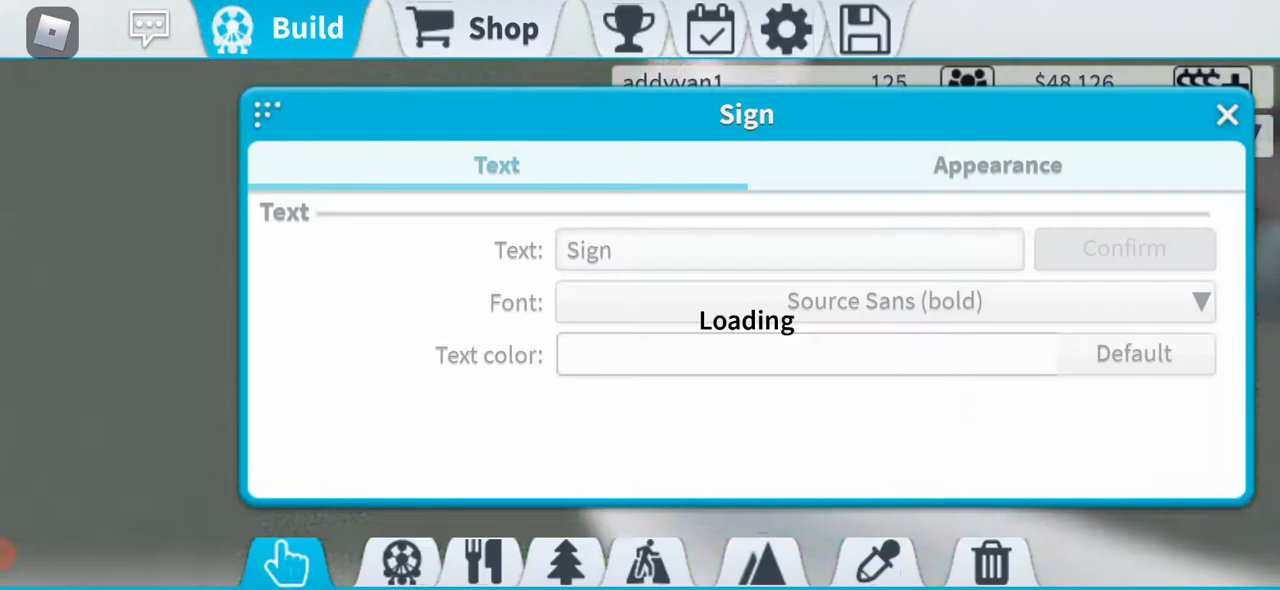 Build
Shop
addyvan1 125 $48,126
Sign
Text Appearance
Text
Text: Sign Confirm
Font: Source Sans (bold)
Loading
Text color: Default